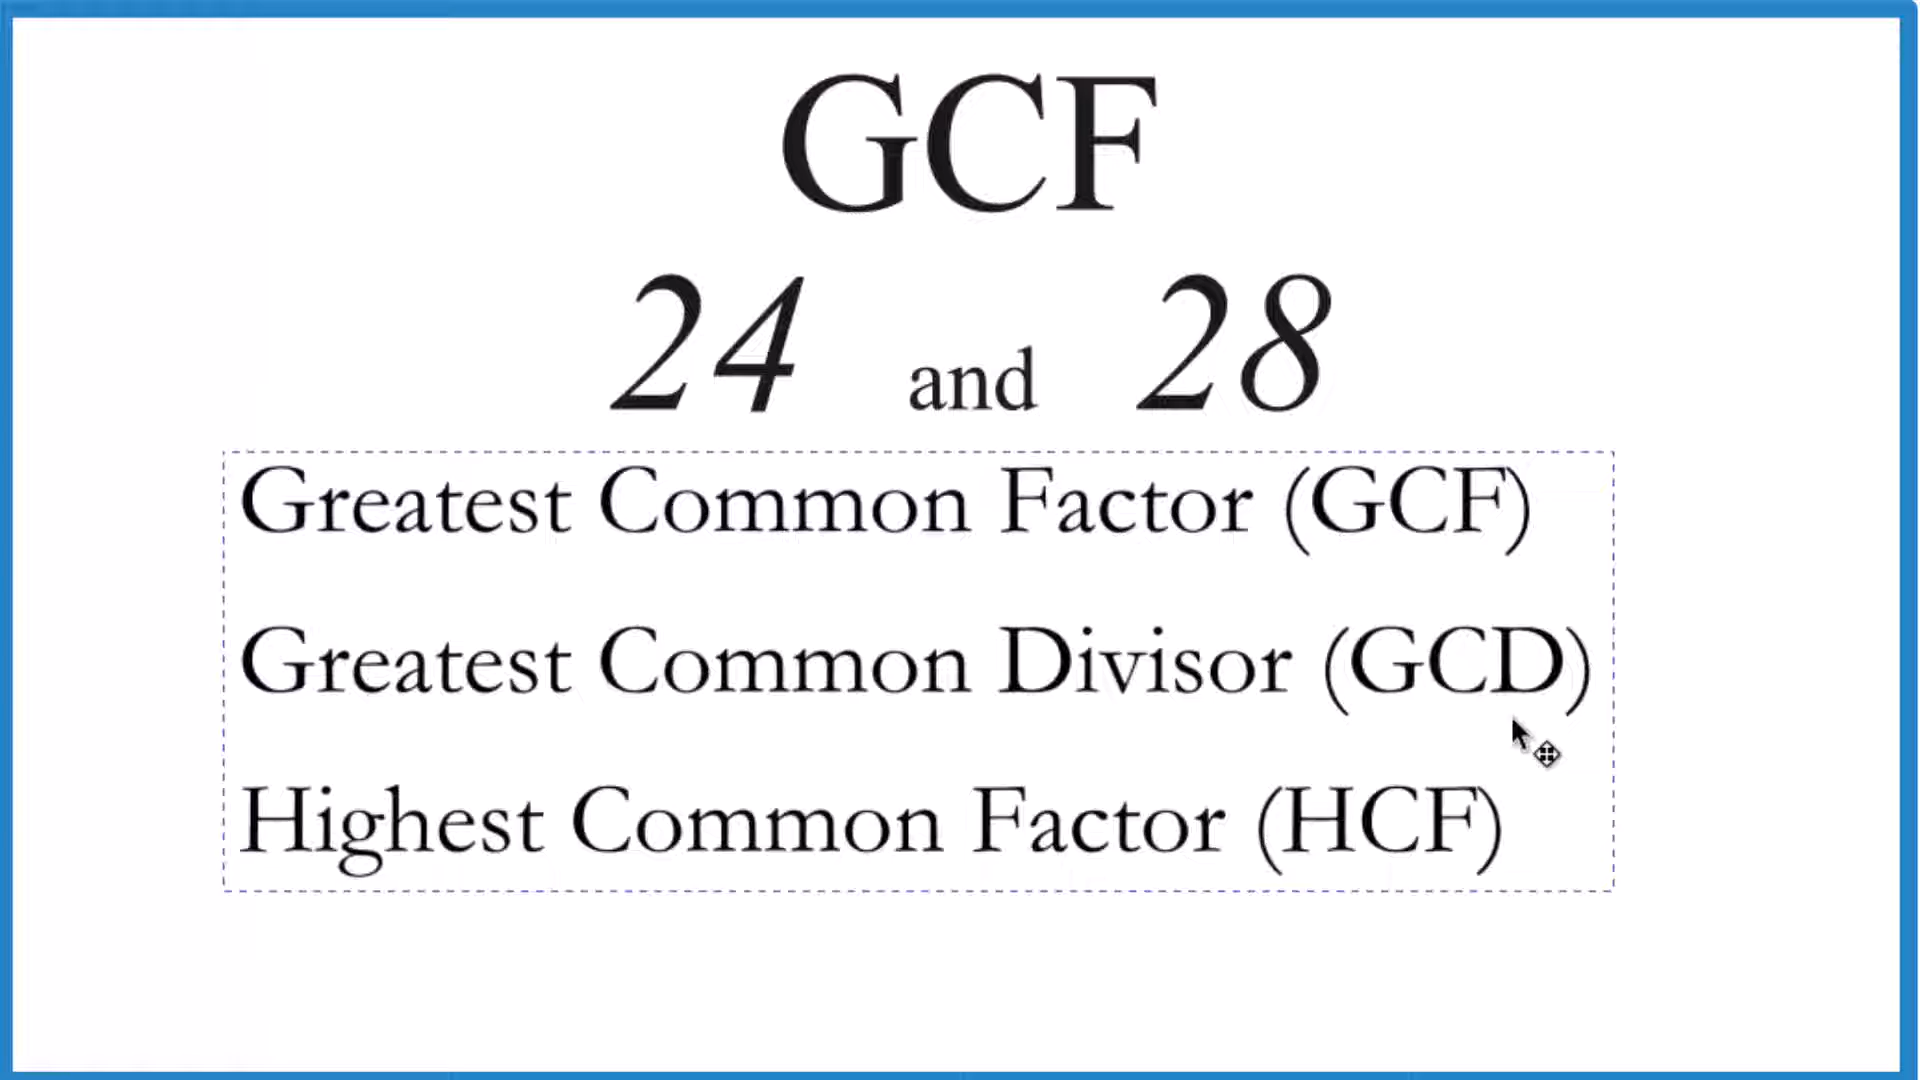 GCF
24 and 28
Greatest Common Factor (GCF)
Greatest Common Divisor (GCD)
Highest Common Factor (HCF)